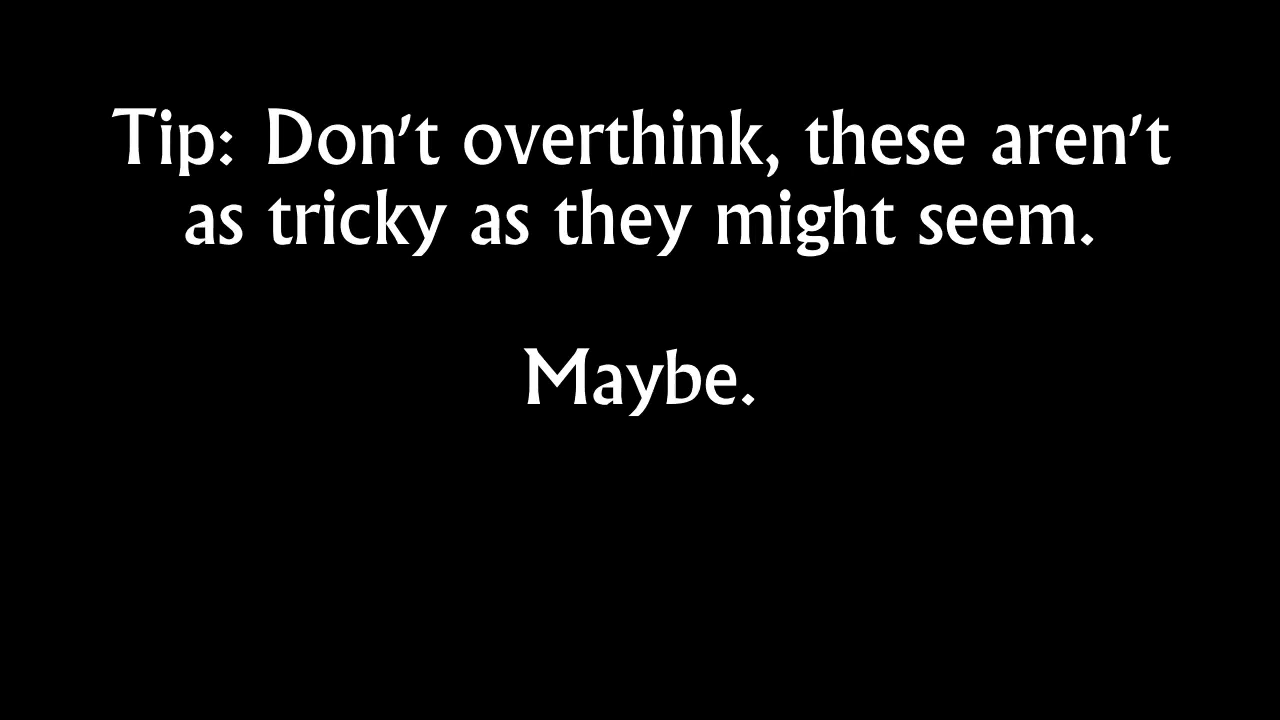 Tip: Don't overthink, these aren't
as tricky as they might seem.
Maybe.